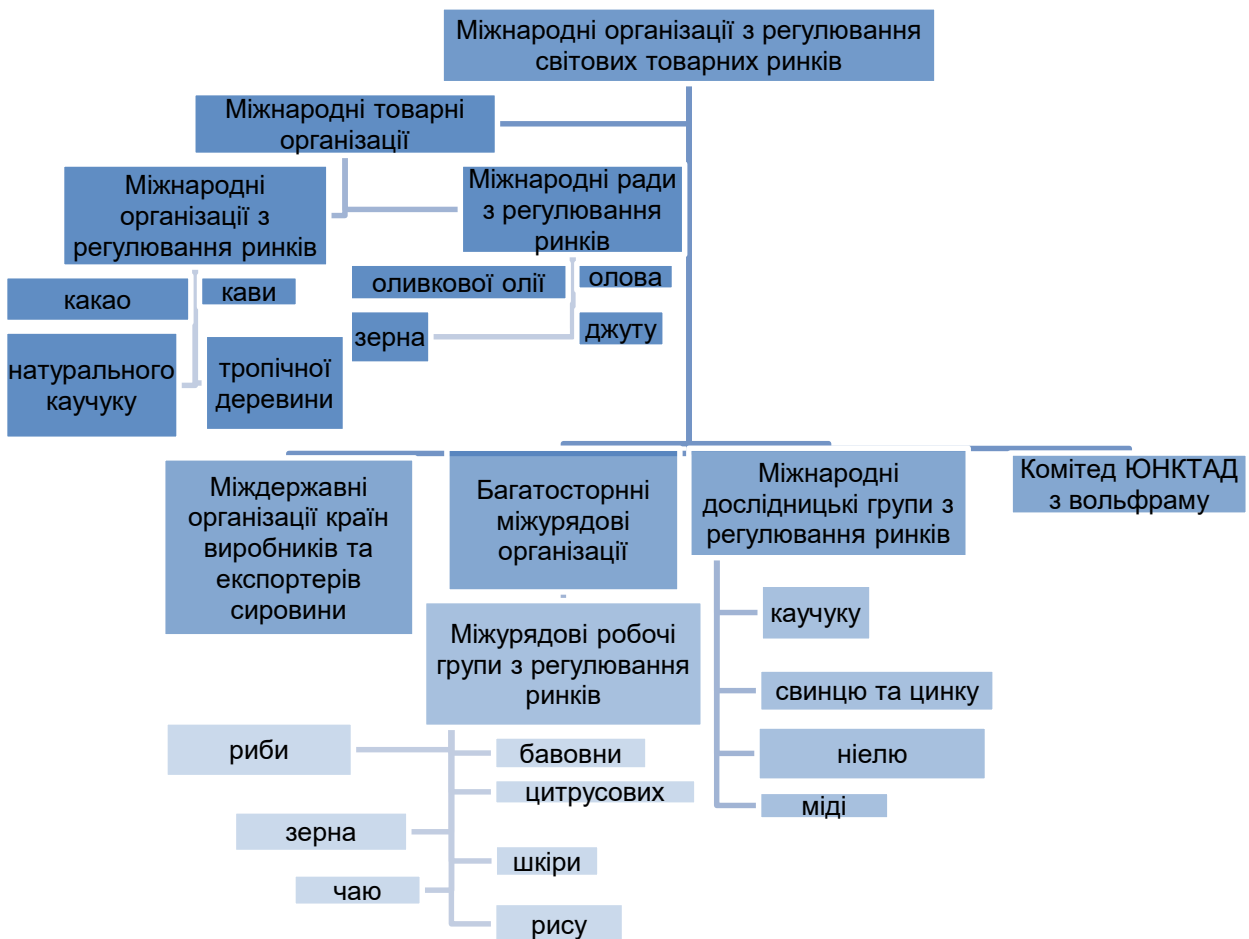 Міжнародні організації з регулювання
світових товарних ринків
Міжнародні товарні
організації
Міжнародні
організації з
регулювання ринків
Міжнародні ради
з регулювання
ринків
какао
кави
натурального
каучуку
тропічної
деревини
оливкової олії
олова
зерна
джуту
Міждержавні
організації країн
виробників та
експортерів
сировини
Багатосторнні
міжурядові
організації
Міжнародні
дослідницькі групи з
регулювання ринків
Комітед ЮНКТАД
з вольфраму
Міжурядові робочі
групи з регулювання
ринків
риби
бавовни
цитрусових
зерна
шкіри
чаю
рису
каучуку
свинцю та цинку
ніелю
міді